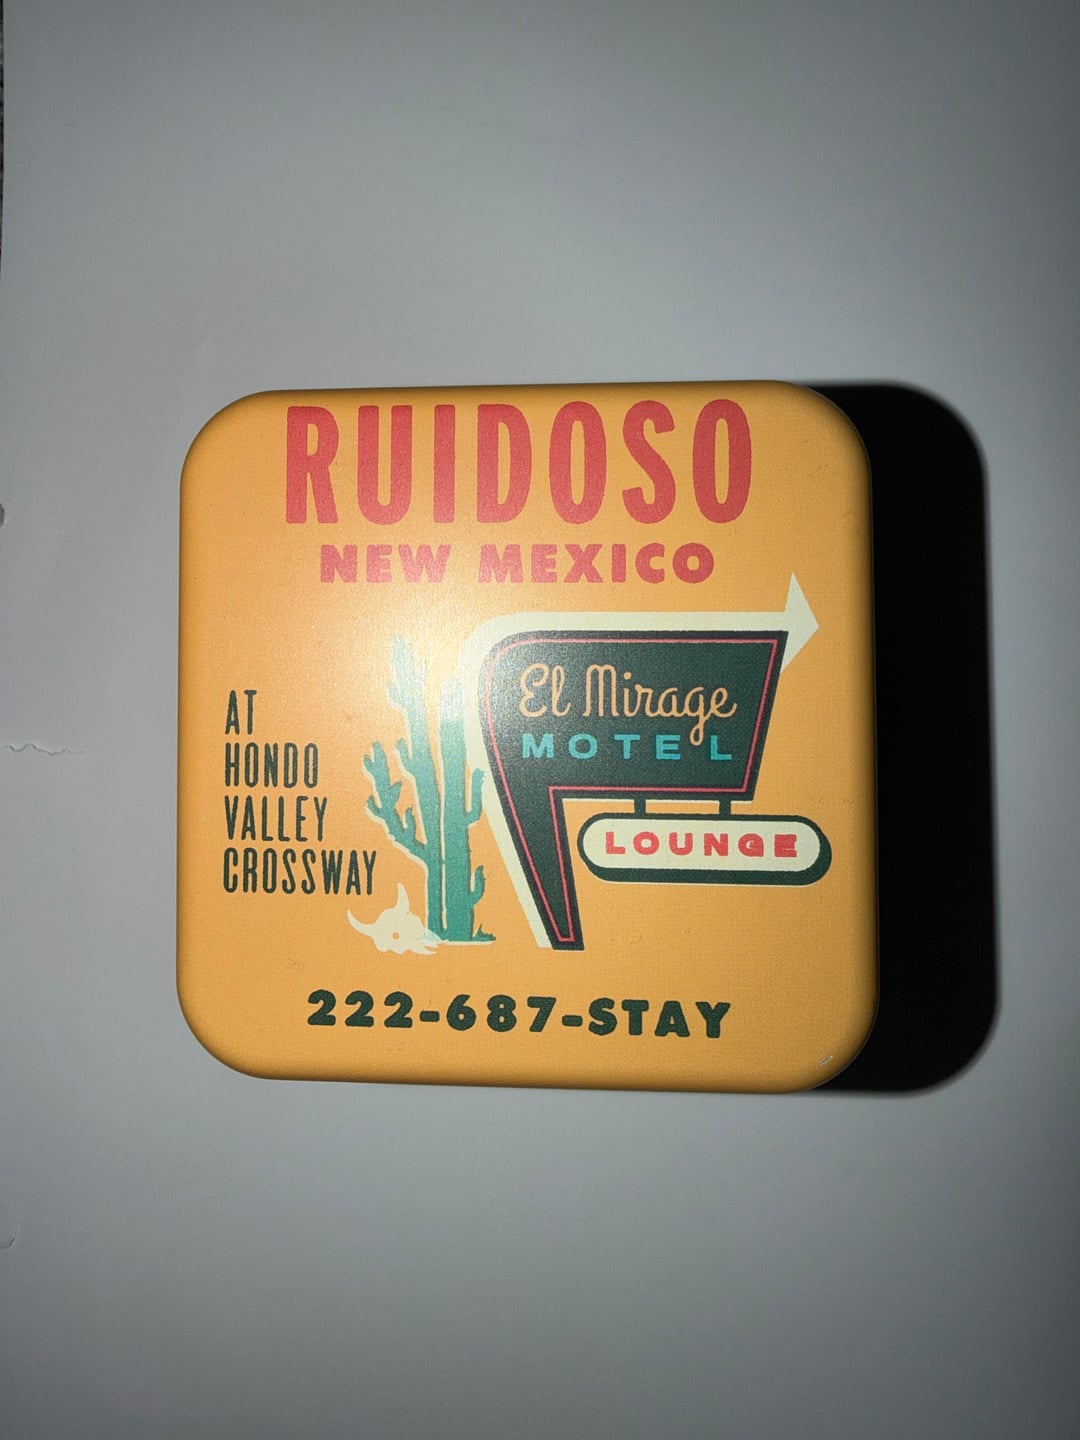 RUIDOSO
NEW MEXICO
El Mirage
MOTEL
LOUNGE
AT
HONDO
VALLEY
CROSSWAY
222-687-STAY